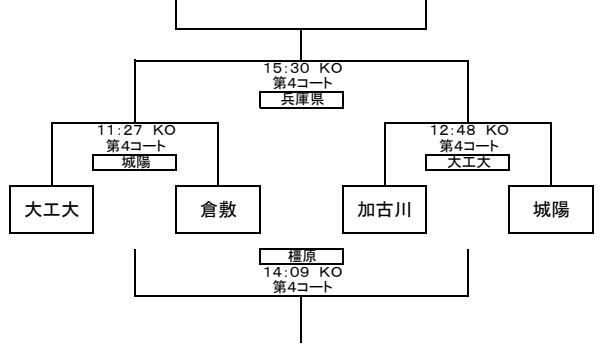 15:30 KO
第4コート
兵庫県
11:27 KO
第4コート
城陽
12:48 KO
第4コート
大工大
大工大
倉敷
加古川
城陽
橿原
14:09 KO
第4コート